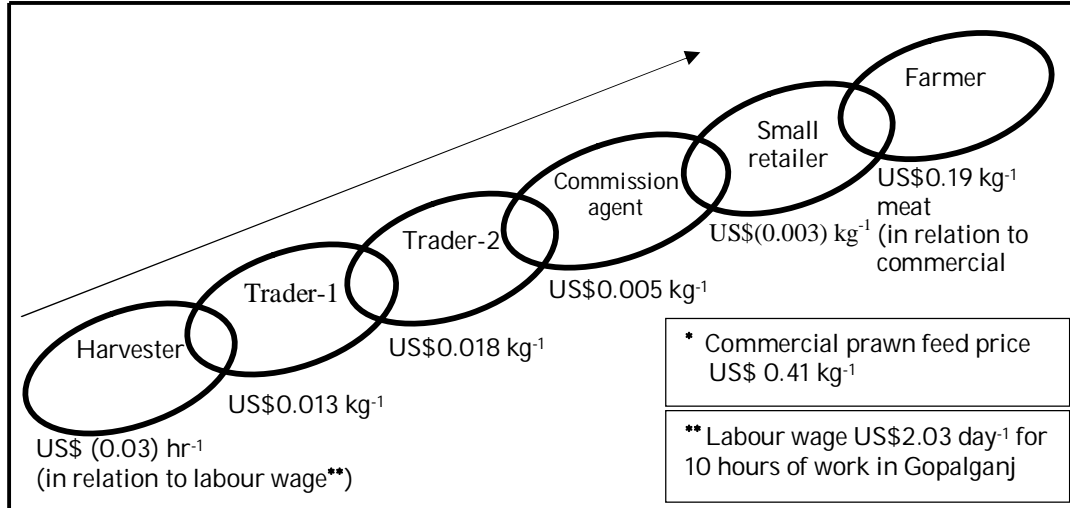 Farmer
Small
retailer
US$0.19 kg⁻¹
meat
(in relation to
commercial
Commission
agent
US$(0.003) kg⁻¹
Trader-2
US$0.005 kg⁻¹
Trader-1
US$0.018 kg⁻¹
Harvester
US$0.013 kg⁻¹
US$ (0.03) hr⁻¹
(in relation to labour wage**)
* Commercial prawn feed price
US$ 0.41 kg⁻¹
** Labour wage US$2.03 day⁻¹ for
10 hours of work in Gopalganj